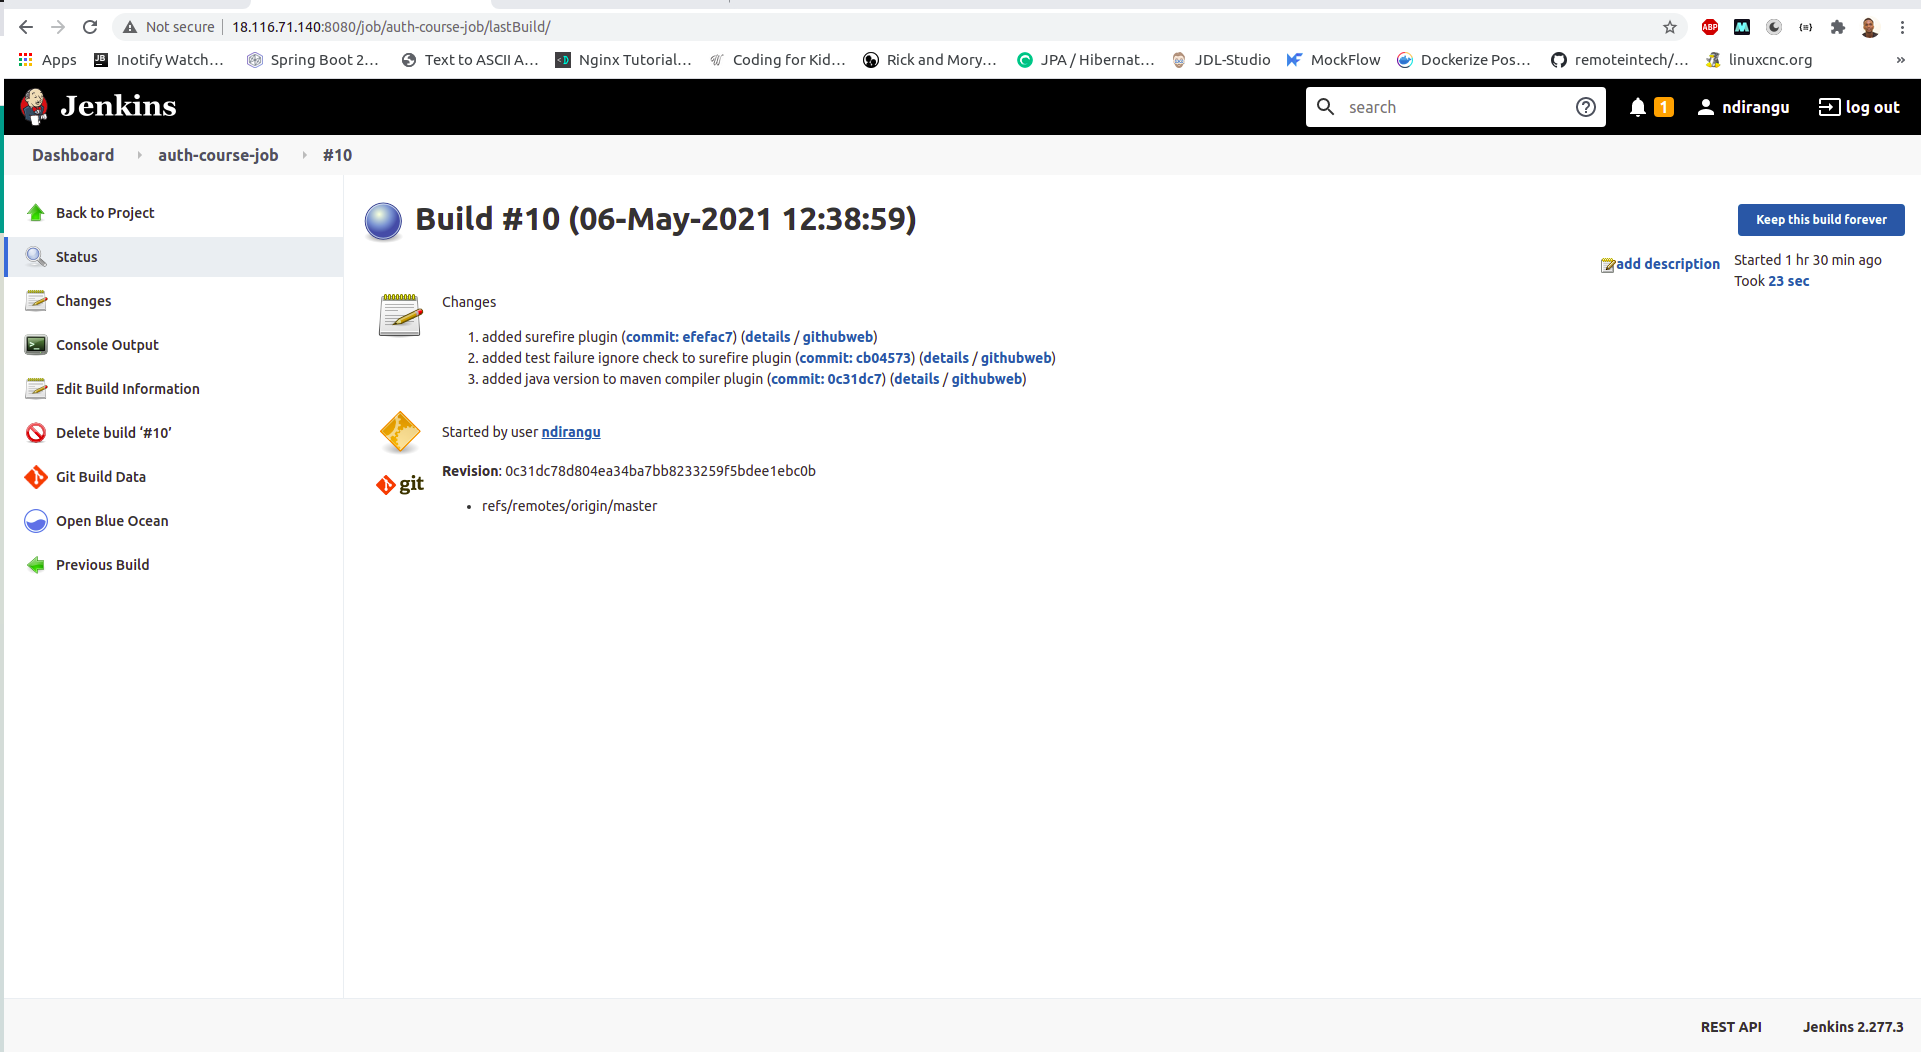 Not secure | 18.116.71.140:8080/job/auth-course-job/lastBuild/
ABP
Apps Inotify Watch... Spring Boot 2... Text to ASCII A... Nginx Tutorial... Coding for Kid... Rick and Mory... JPA / Hibernat... JDL-Studio MockFlow Dockerize Pos... remoteintech/... linuxcnc.org »
Jenkins search 1 ndirangu log out
Dashboard auth-course-job #10
Back to Project
Status
Changes
Console Output
Edit Build Information
Delete build ‘#10’
Git Build Data
Open Blue Ocean
Previous Build
Build #10 (06-May-2021 12:38:59)
Keep this build forever
add description
Started 1 hr 30 min ago
Took 23 sec
Changes
1. added surefire plugin (commit: efefac7) (details / githubweb)
2. added test failure ignore check to surefire plugin (commit: cb04573) (details / githubweb)
3. added java version to maven compiler plugin (commit: 0c31dc7) (details / githubweb)
Started by user ndirangu
git
Revision: 0c31dc78d804ea34ba7bb8233259f5bdee1ebc0b
• refs/remotes/origin/master
REST API Jenkins 2.277.3